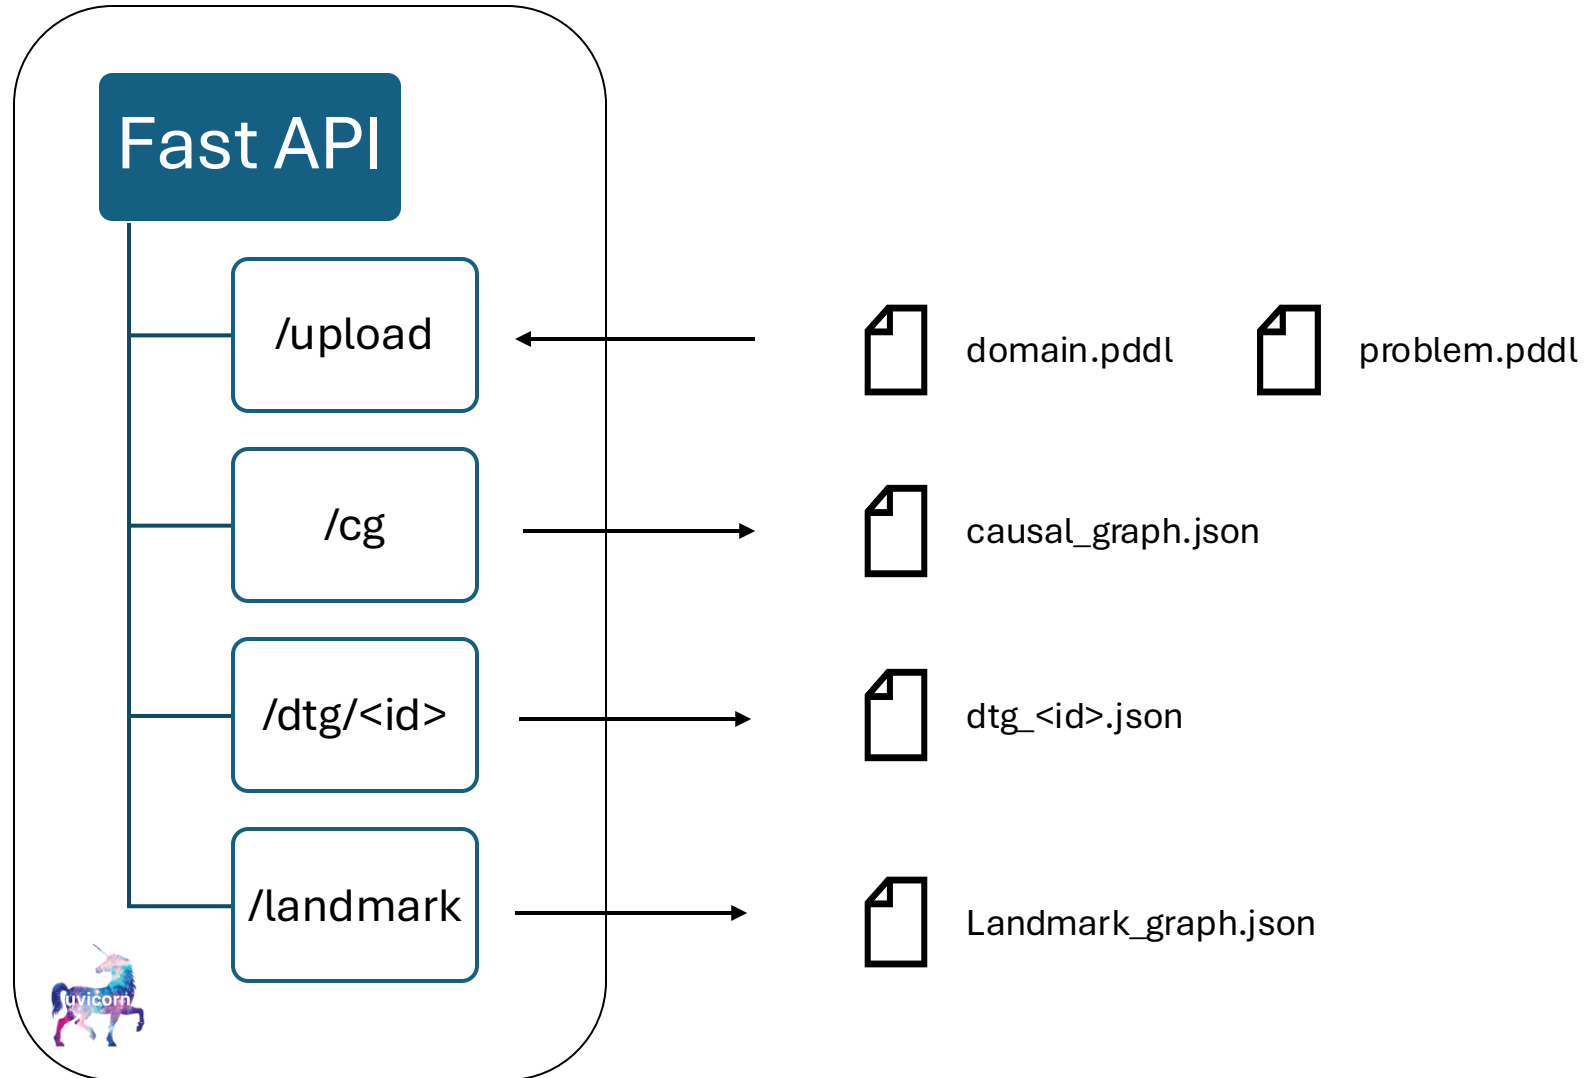 Fast API
/upload
domain.pddl
problem.pddl
/cg
causal_graph.json
/dtg/<id>
dtg_<id>.json
/landmark
Landmark_graph.json
uvicorn